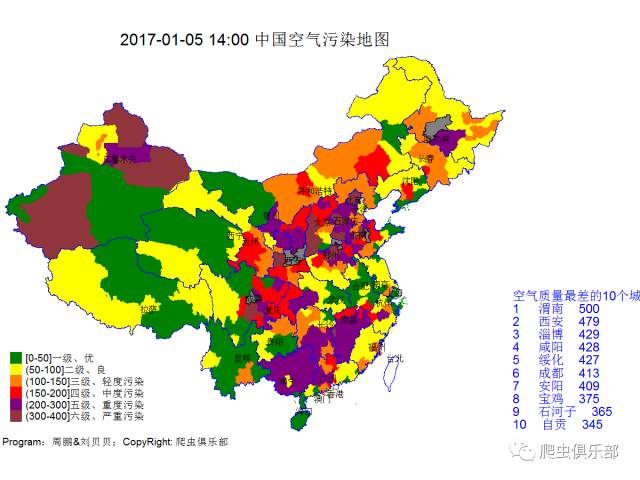 2017-01-05 14:00 中国空气污染地图
乌鲁木齐
哈尔滨
长春
沈阳
呼和浩特
北京
石家庄
太原
银川
西宁
兰州
郑州
西安
合肥
南京
上海
杭州
武汉
成都
重庆
拉萨
长沙
南昌
贵阳
福州
昆明
台北
南宁
香港
澳门
海口
空气质量最差的10个城
1 渭南 500
2 西安 479
3 淄博 429
4 咸阳 428
5 绥化 427
6 成都 413
7 安阳 409
8 宝鸡 375
9 石河子 365
10 自贡 345
[0-50]一级、优
(50-100]二级、良
(100-150]三级、轻度污染
(150-200]四级、中度污染
(200-300]五级、重度污染
(300-400]六级、严重污染
Program：周鹏&刘贝贝；CopyRight: 爬虫俱乐部
爬虫俱乐部